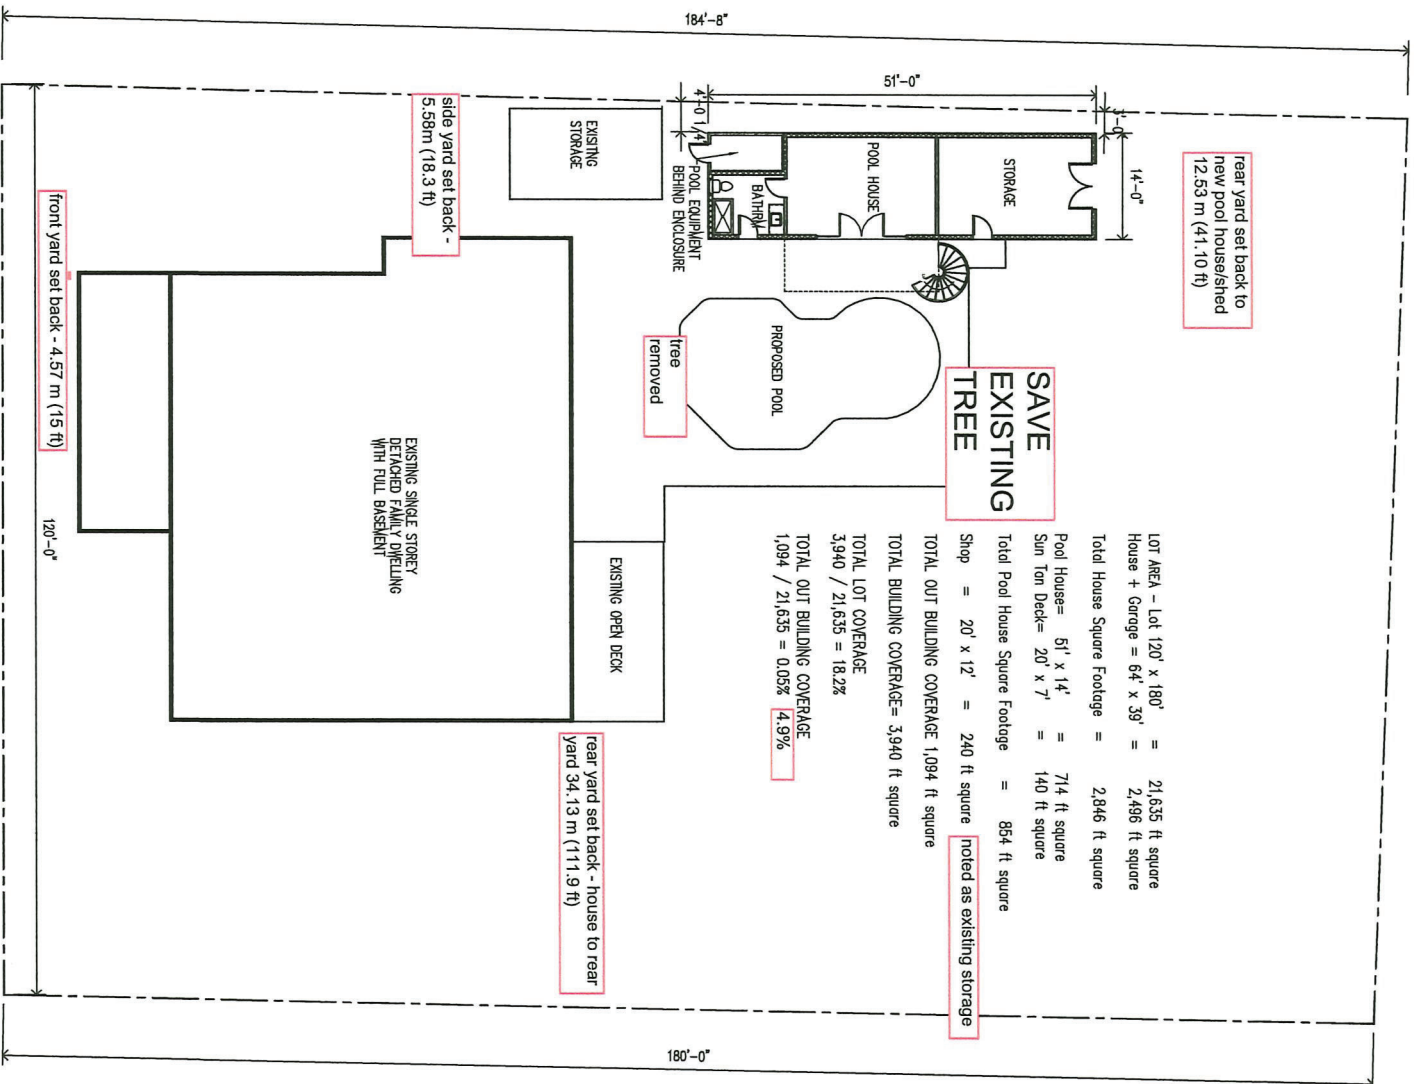 184'-8"
51'-0"
4'-0 1/4"
14'-0"
rear yard set back to
new pool house/shed
12.53 m (41.10 ft)
STORAGE
POOL HOUSE
BATHRM
POOL EQUIPMENT
BEHIND ENCLOSURE
EXISITNG
STORAGE
side yard set back -
5.58m (18.3 ft)
front yard set back - 4.57 m (15 ft)
PROPOSED POOL
tree
removed
SAVE
EXISTING
TREE
EXISTING SINGLE STOREY
DETACHED FAMILY DWELLING
WITH FULL BASEMENT
EXISTING OPEN DECK
120'-0"
LOT AREA - Lot 120' x 180' = 21,635 ft square
House + Garage = 64' x 39' = 2,496 ft square
Total House Square Footage = 2,846 ft square
Pool House= 51' x 14' = 714 ft square
Sun Tan Deck= 20' x 7' = 140 ft square
Total Pool House Square Footage = 854 ft square
Shop = 20' x 12' = 240 ft square noted as existing storage
TOTAL OUT BUILDING COVERAGE 1,094 ft square
TOTAL BUILDING COVERAGE= 3,940 ft square
TOTAL LOT COVERAGE
3,940 / 21,635 = 18.2%
TOTAL OUT BUILDING COVERAGE
1,094 / 21,635 = 0.05% 4.9%
rear yard set back - house to rear
yard 34.13 m (111.9 ft)
180'-0"